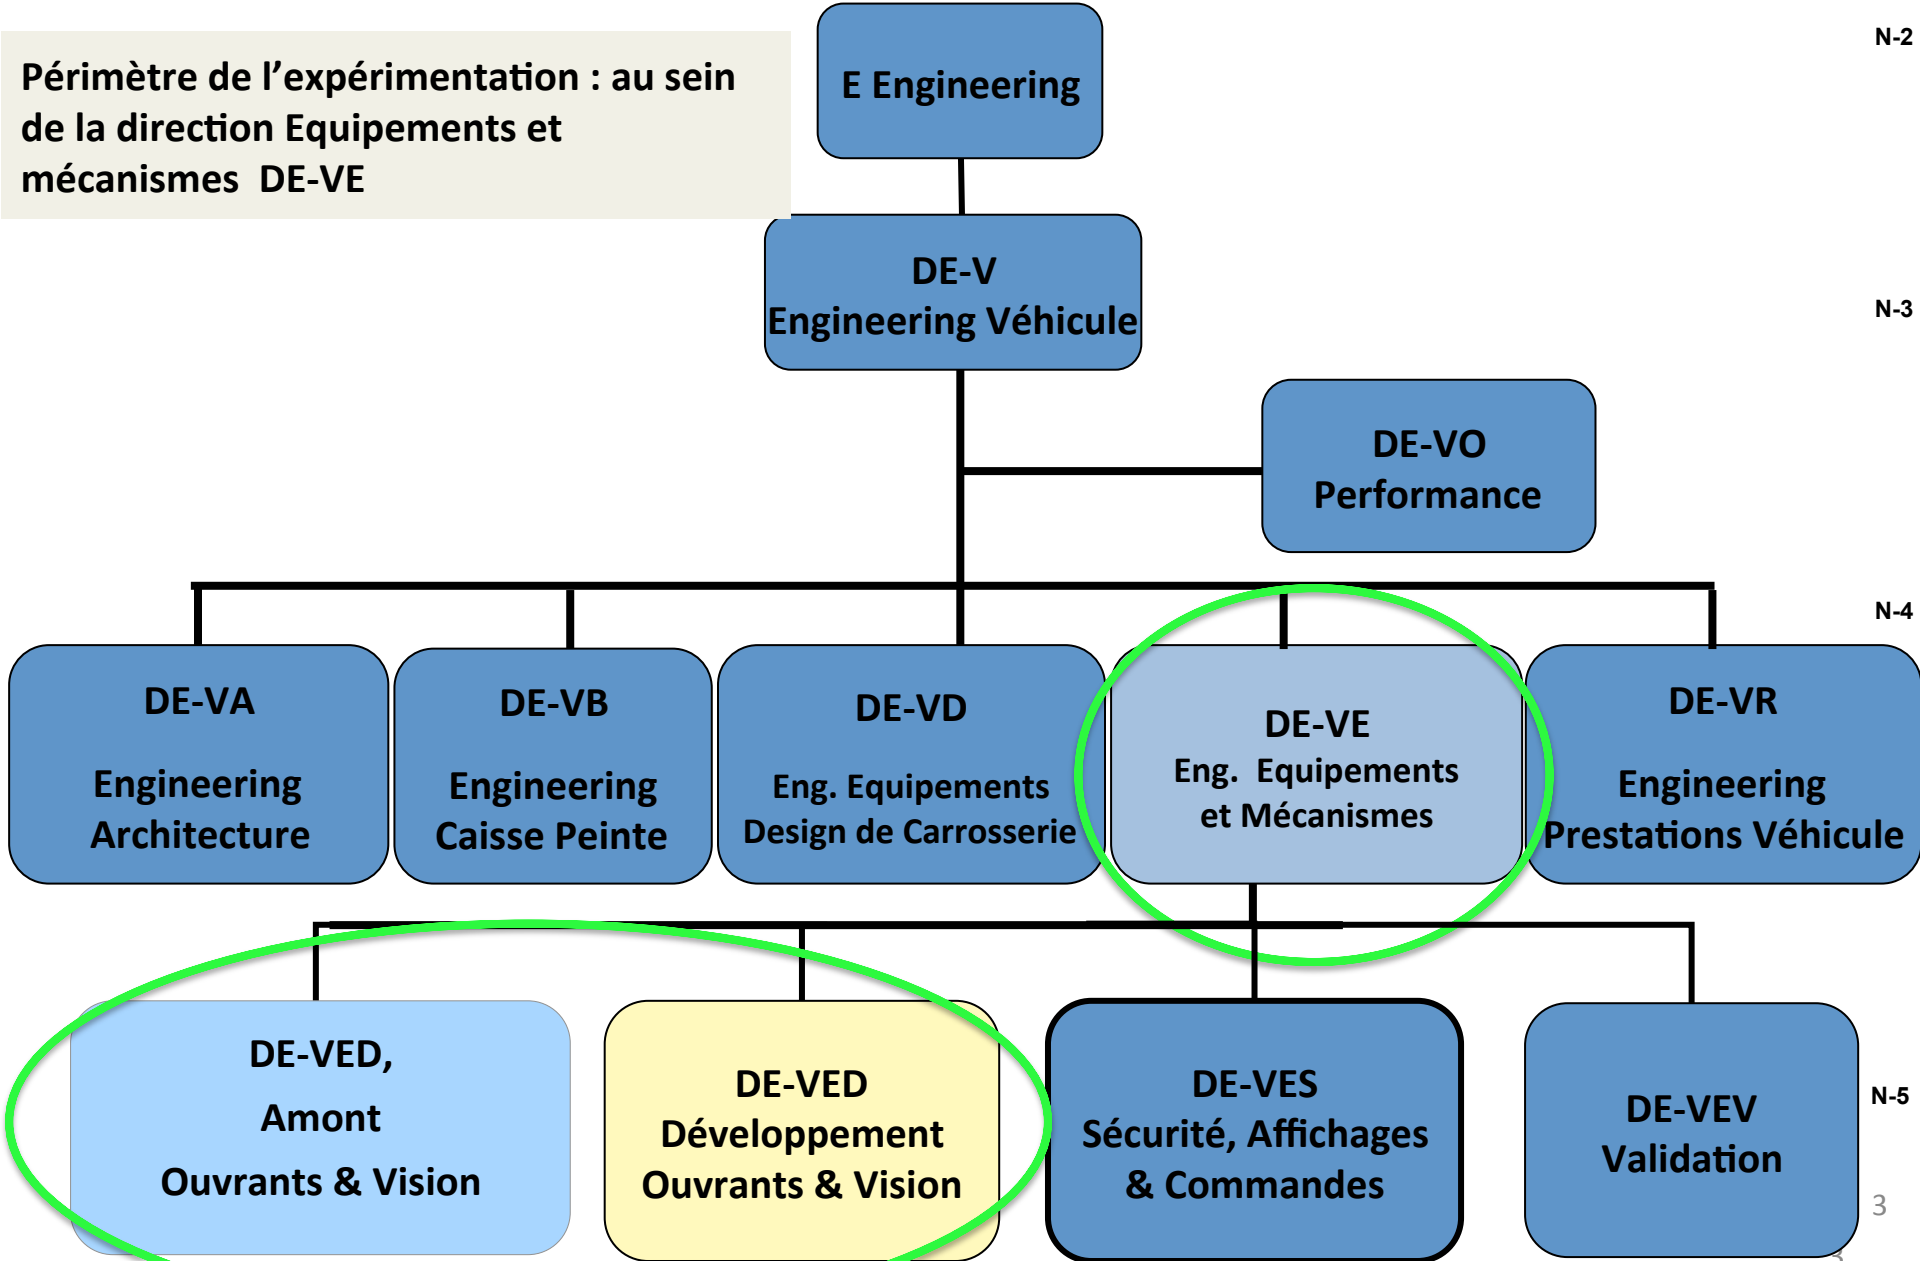 Périmètre de l'expérimentation : au sein
de la direction Equipements et
mécanismes DE-VE
E Engineering
N-2
DE-V
Engineering Véhicule
N-3
DE-VO
Performance
N-4
DE-VA
Engineering
Architecture
DE-VB
Engineering
Caisse Peinte
DE-VD
Eng. Equipements
Design de Carrosserie
DE-VE
Eng. Equipements
et Mécanismes
DE-VR
Engineering
Prestations Véhicule
DE-VED,
Amont
Ouvrants & Vision
DE-VED
Développement
Ouvrants & Vision
DE-VES
Sécurité, Affichages
& Commandes
DE-VEV
Validation
N-5
3